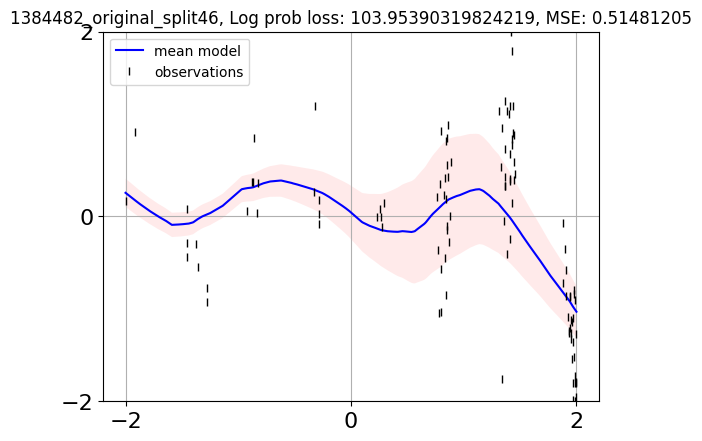 1384482_original_split46, Log prob loss: 103.95390319824219, MSE: 0.51481205
2
mean model
observations
0
−2
−2
0
2